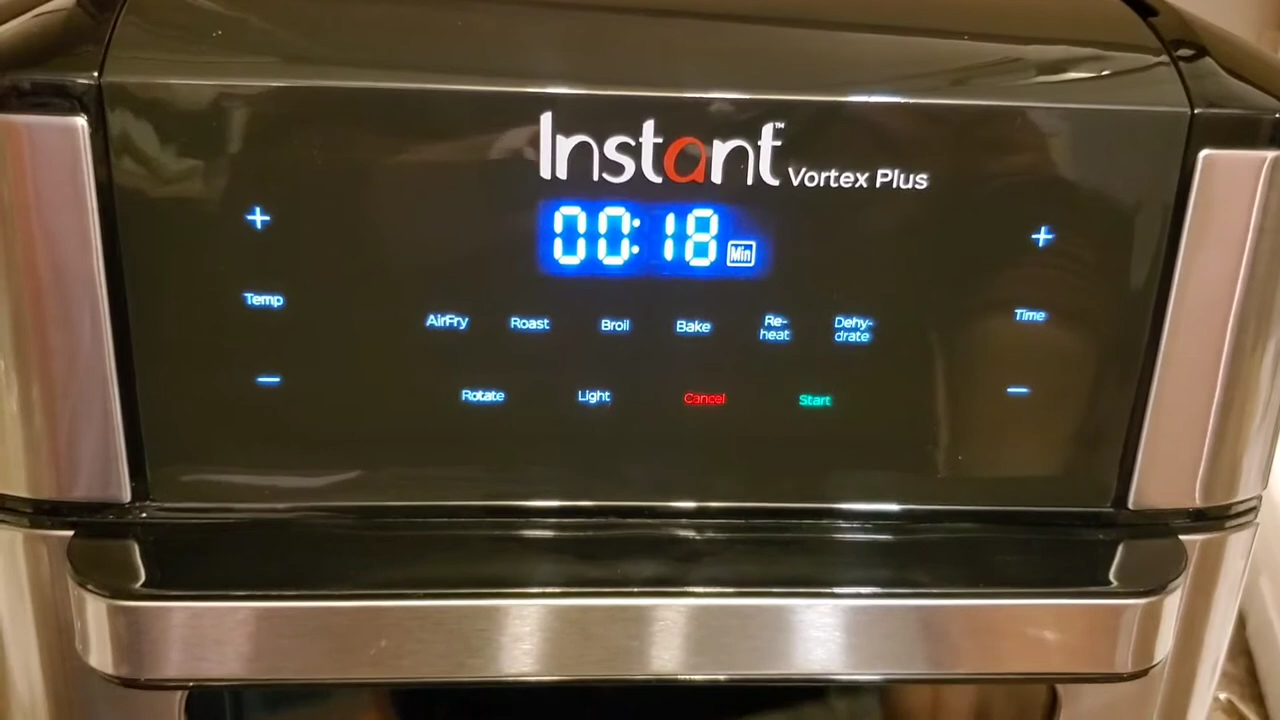 Instant™ Vortex Plus
00:18 Min
+
+
Temp
Time
AirFry Roast Broil Bake Re-heat Dehy-drate
−
−
Rotate Light Cancel Start